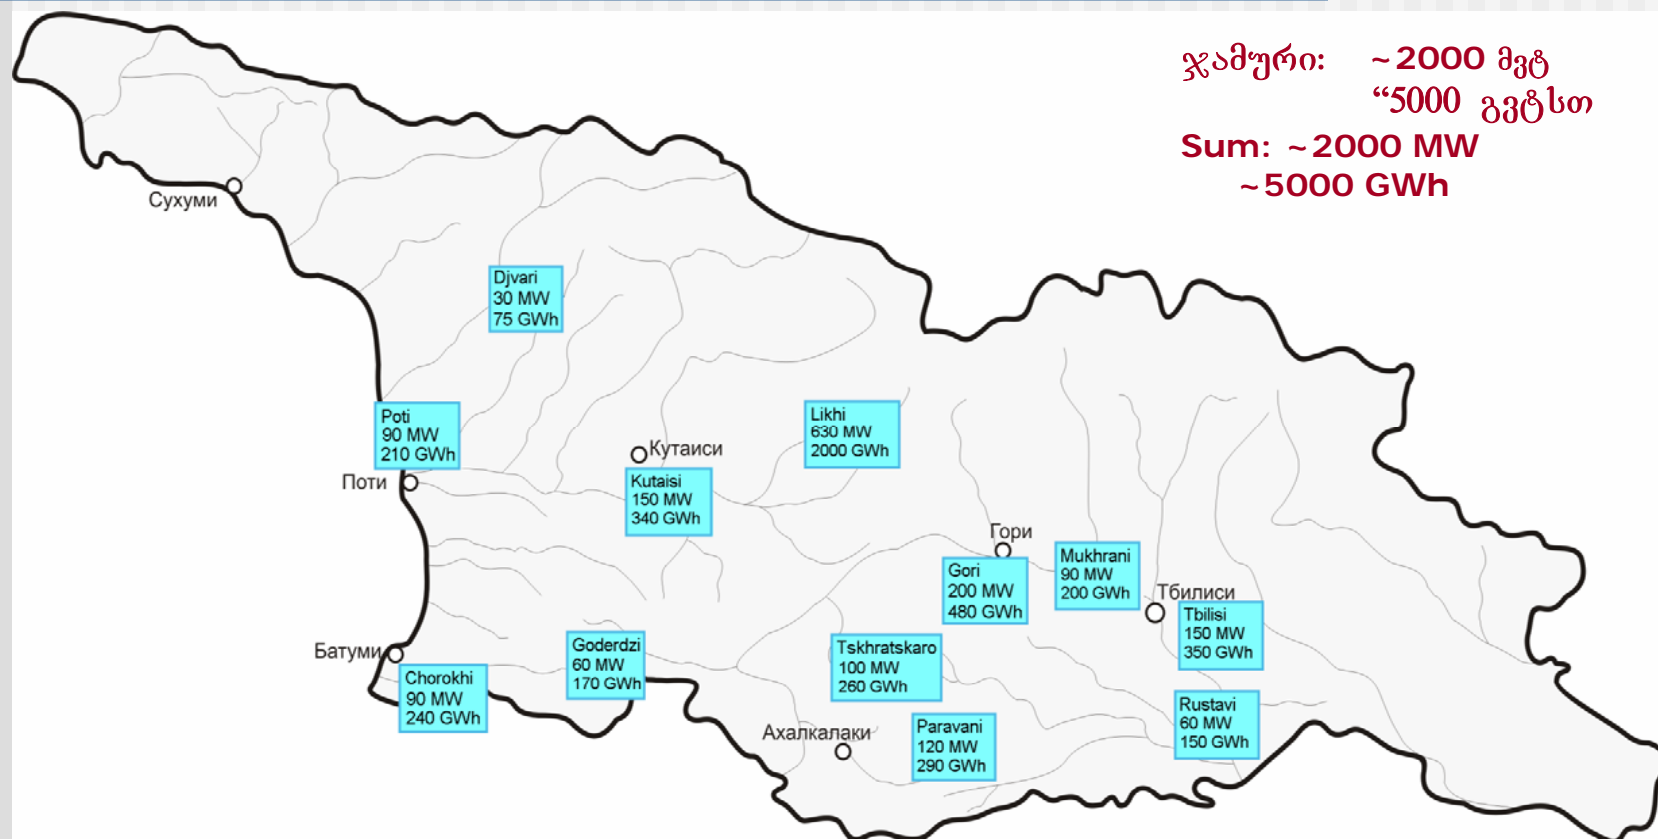 ჯამური: ~2000 მვტ
“5000 გვტსთ
Sum: ~2000 MW
~5000 GWh
Сухуми
Djvari
30 MW
75 GWh
Poti
90 MW
210 GWh
Поти
Кутаиси
Kutaisi
150 MW
340 GWh
Likhi
630 MW
2000 GWh
Гори
Gori
200 MW
480 GWh
Mukhrani
90 MW
200 GWh
Тбилиси
Tbilisi
150 MW
350 GWh
Батуми
Chorokhi
90 MW
240 GWh
Goderdzi
60 MW
170 GWh
Tskhratskaro
100 MW
260 GWh
Ахалкалаки
Paravani
120 MW
290 GWh
Rustavi
60 MW
150 GWh